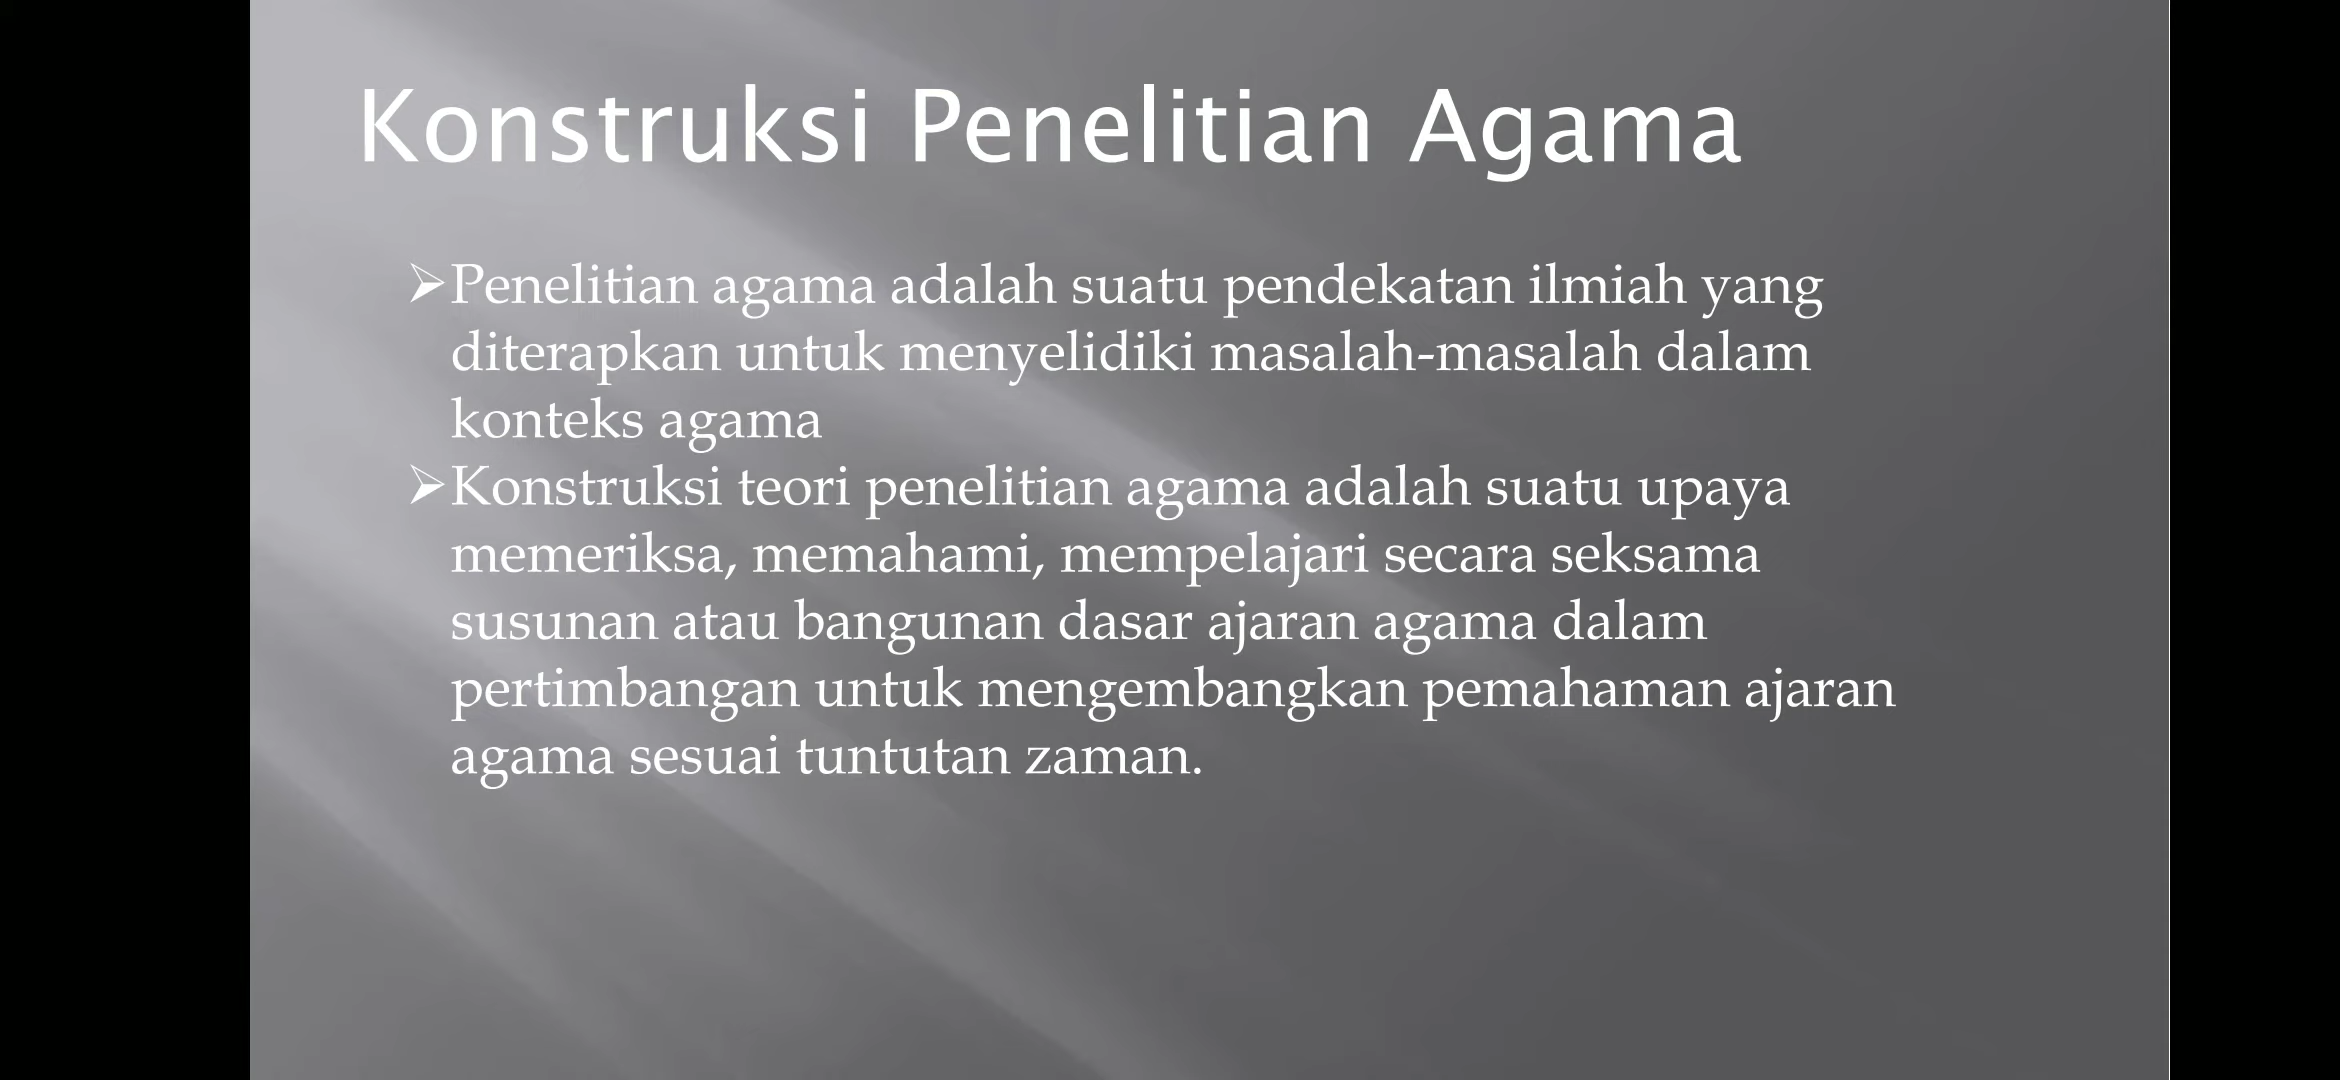 Konstruksi Penelitian Agama
➢Penelitian agama adalah suatu pendekatan ilmiah yang
diterapkan untuk menyelidiki masalah-masalah dalam
konteks agama
➢Konstruksi teori penelitian agama adalah suatu upaya
memeriksa, memahami, mempelajari secara seksama
susunan atau bangunan dasar ajaran agama dalam
pertimbangan untuk mengembangkan pemahaman ajaran
agama sesuai tuntutan zaman.